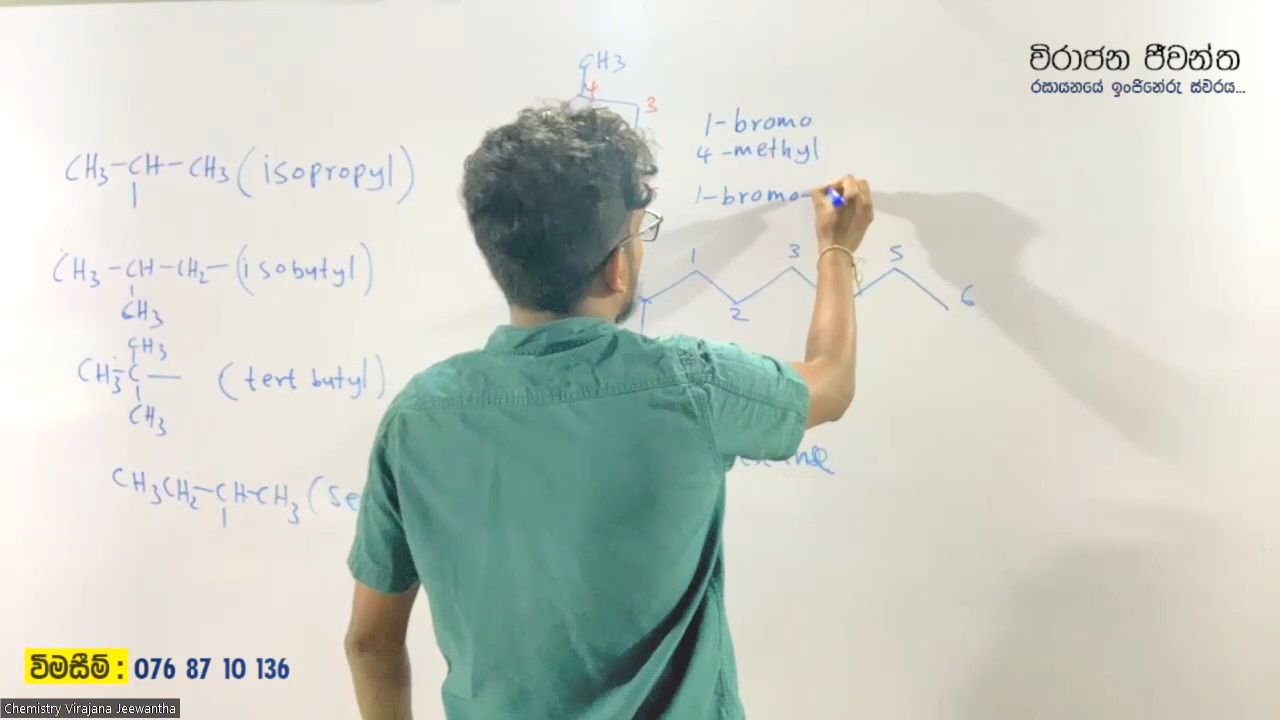 විරාජන ජීවන්ත
රසායනයේ ඉංජිනේරු ස්වරය...
CH3
4
3
1-bromo
4-methyl
1-bromo-
CH3-CH-CH3 (isopropyl)
CH3-CH-CH2-(isobutyl)
CH3
CH3
CH3-C-
(tert butyl)
CH3
CH3CH2-CH-CH3 (se
1
2
3
5
6
විමසීම් : 076 87 10 136
Chemistry Virajana Jeewantha